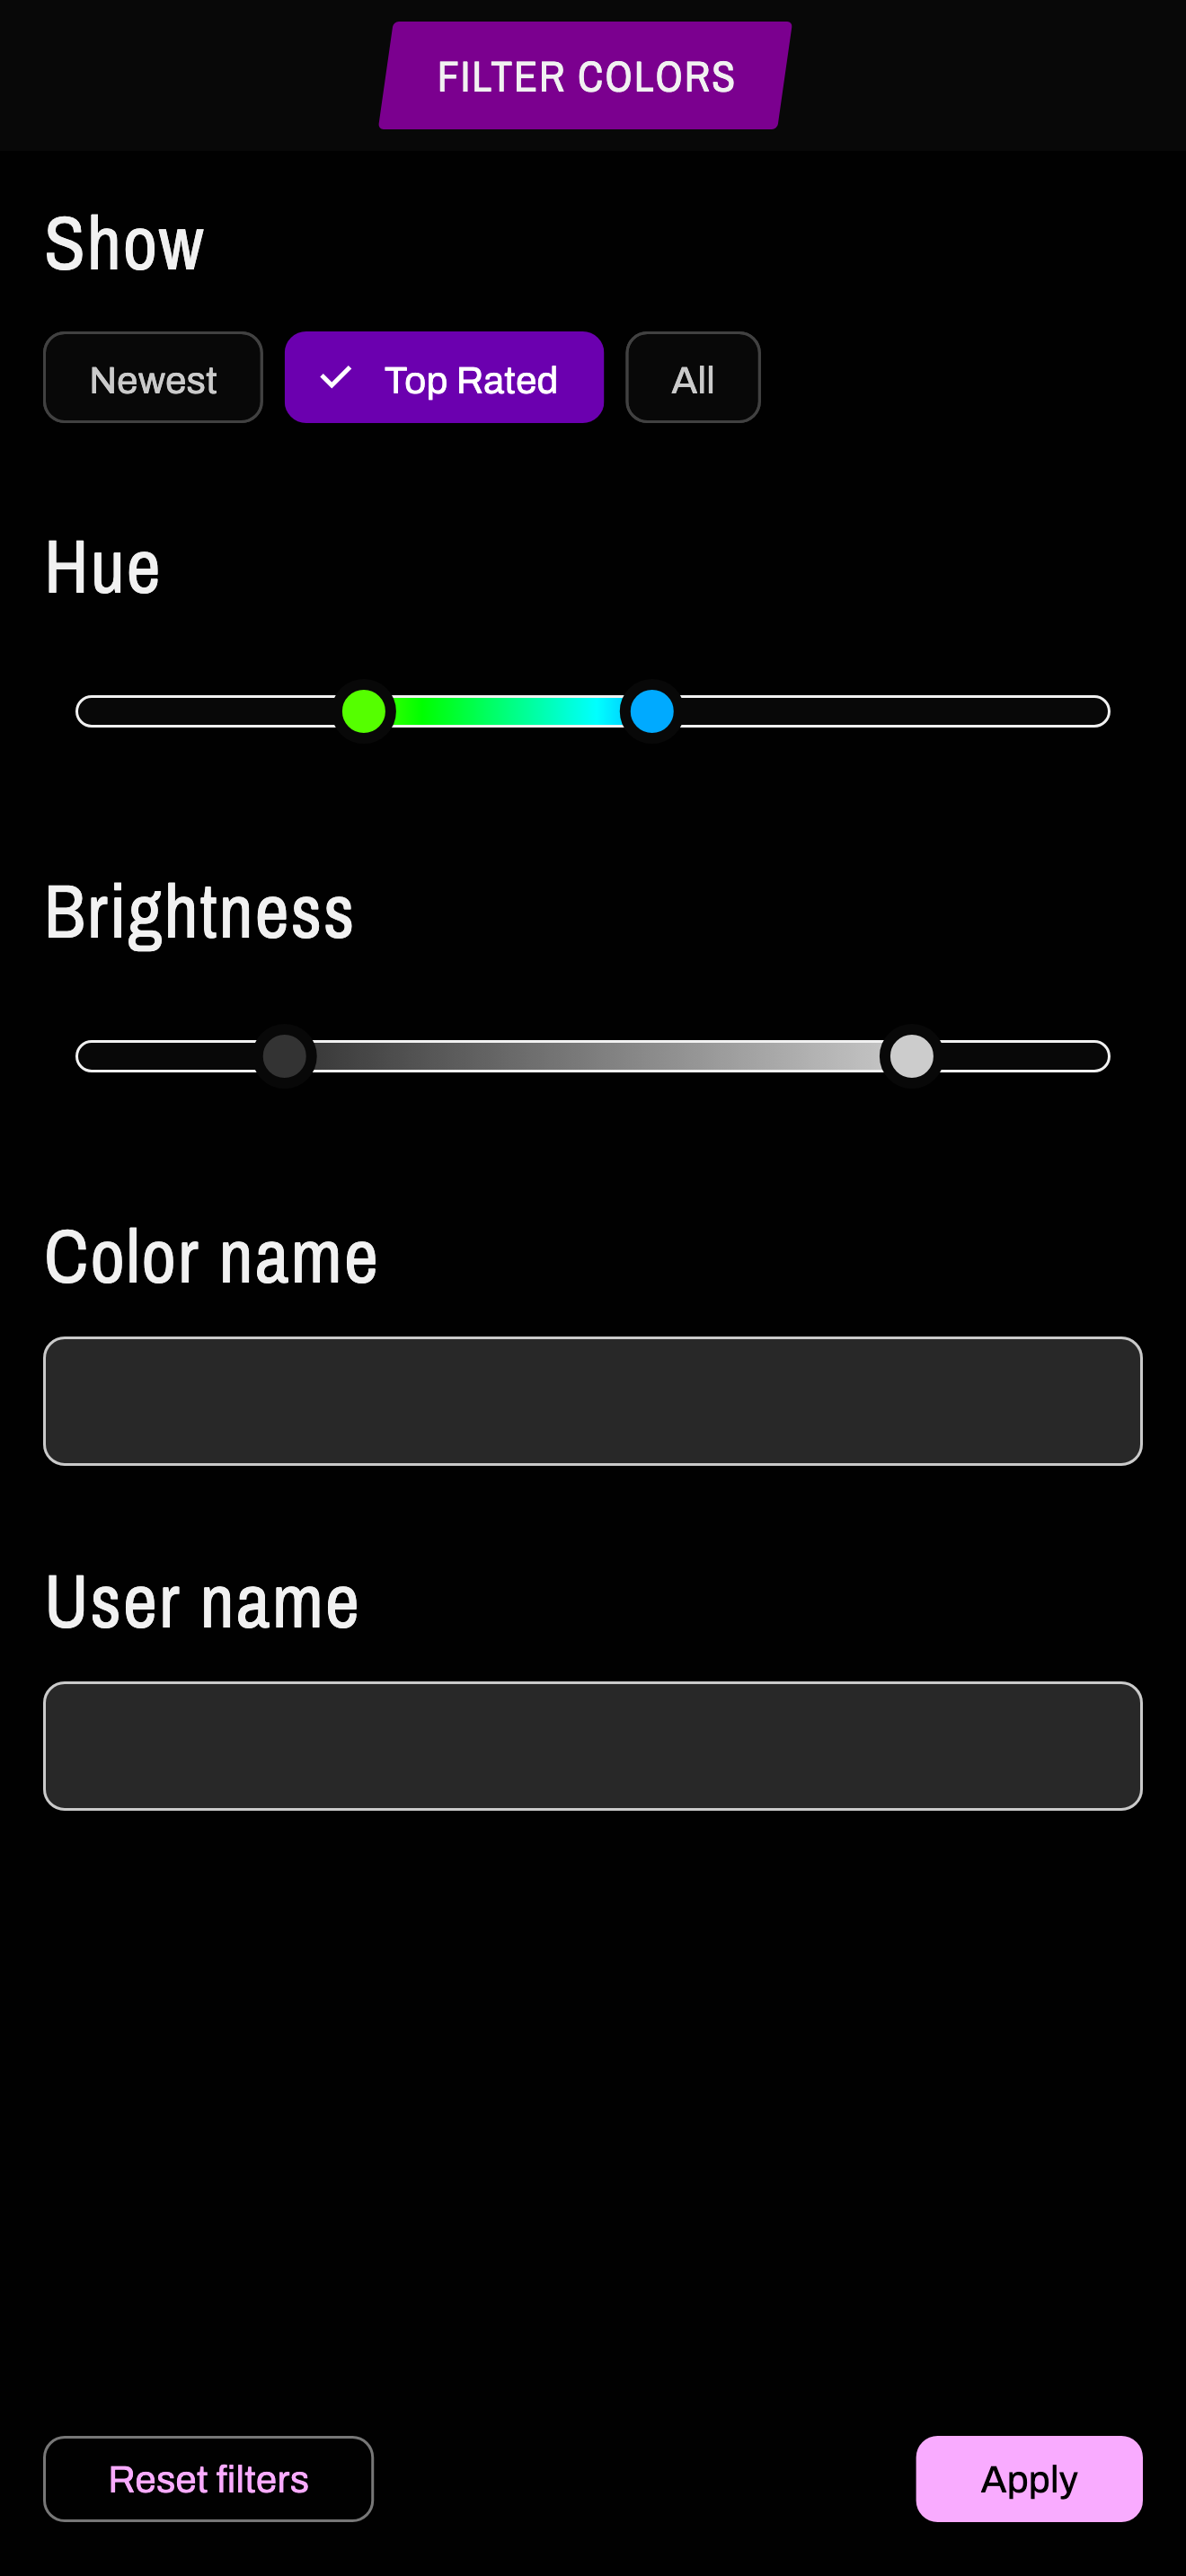 FILTER COLORS
Show
Newest
Top Rated
All
Hue
Brightness
Color name
User name
Reset filters
Apply